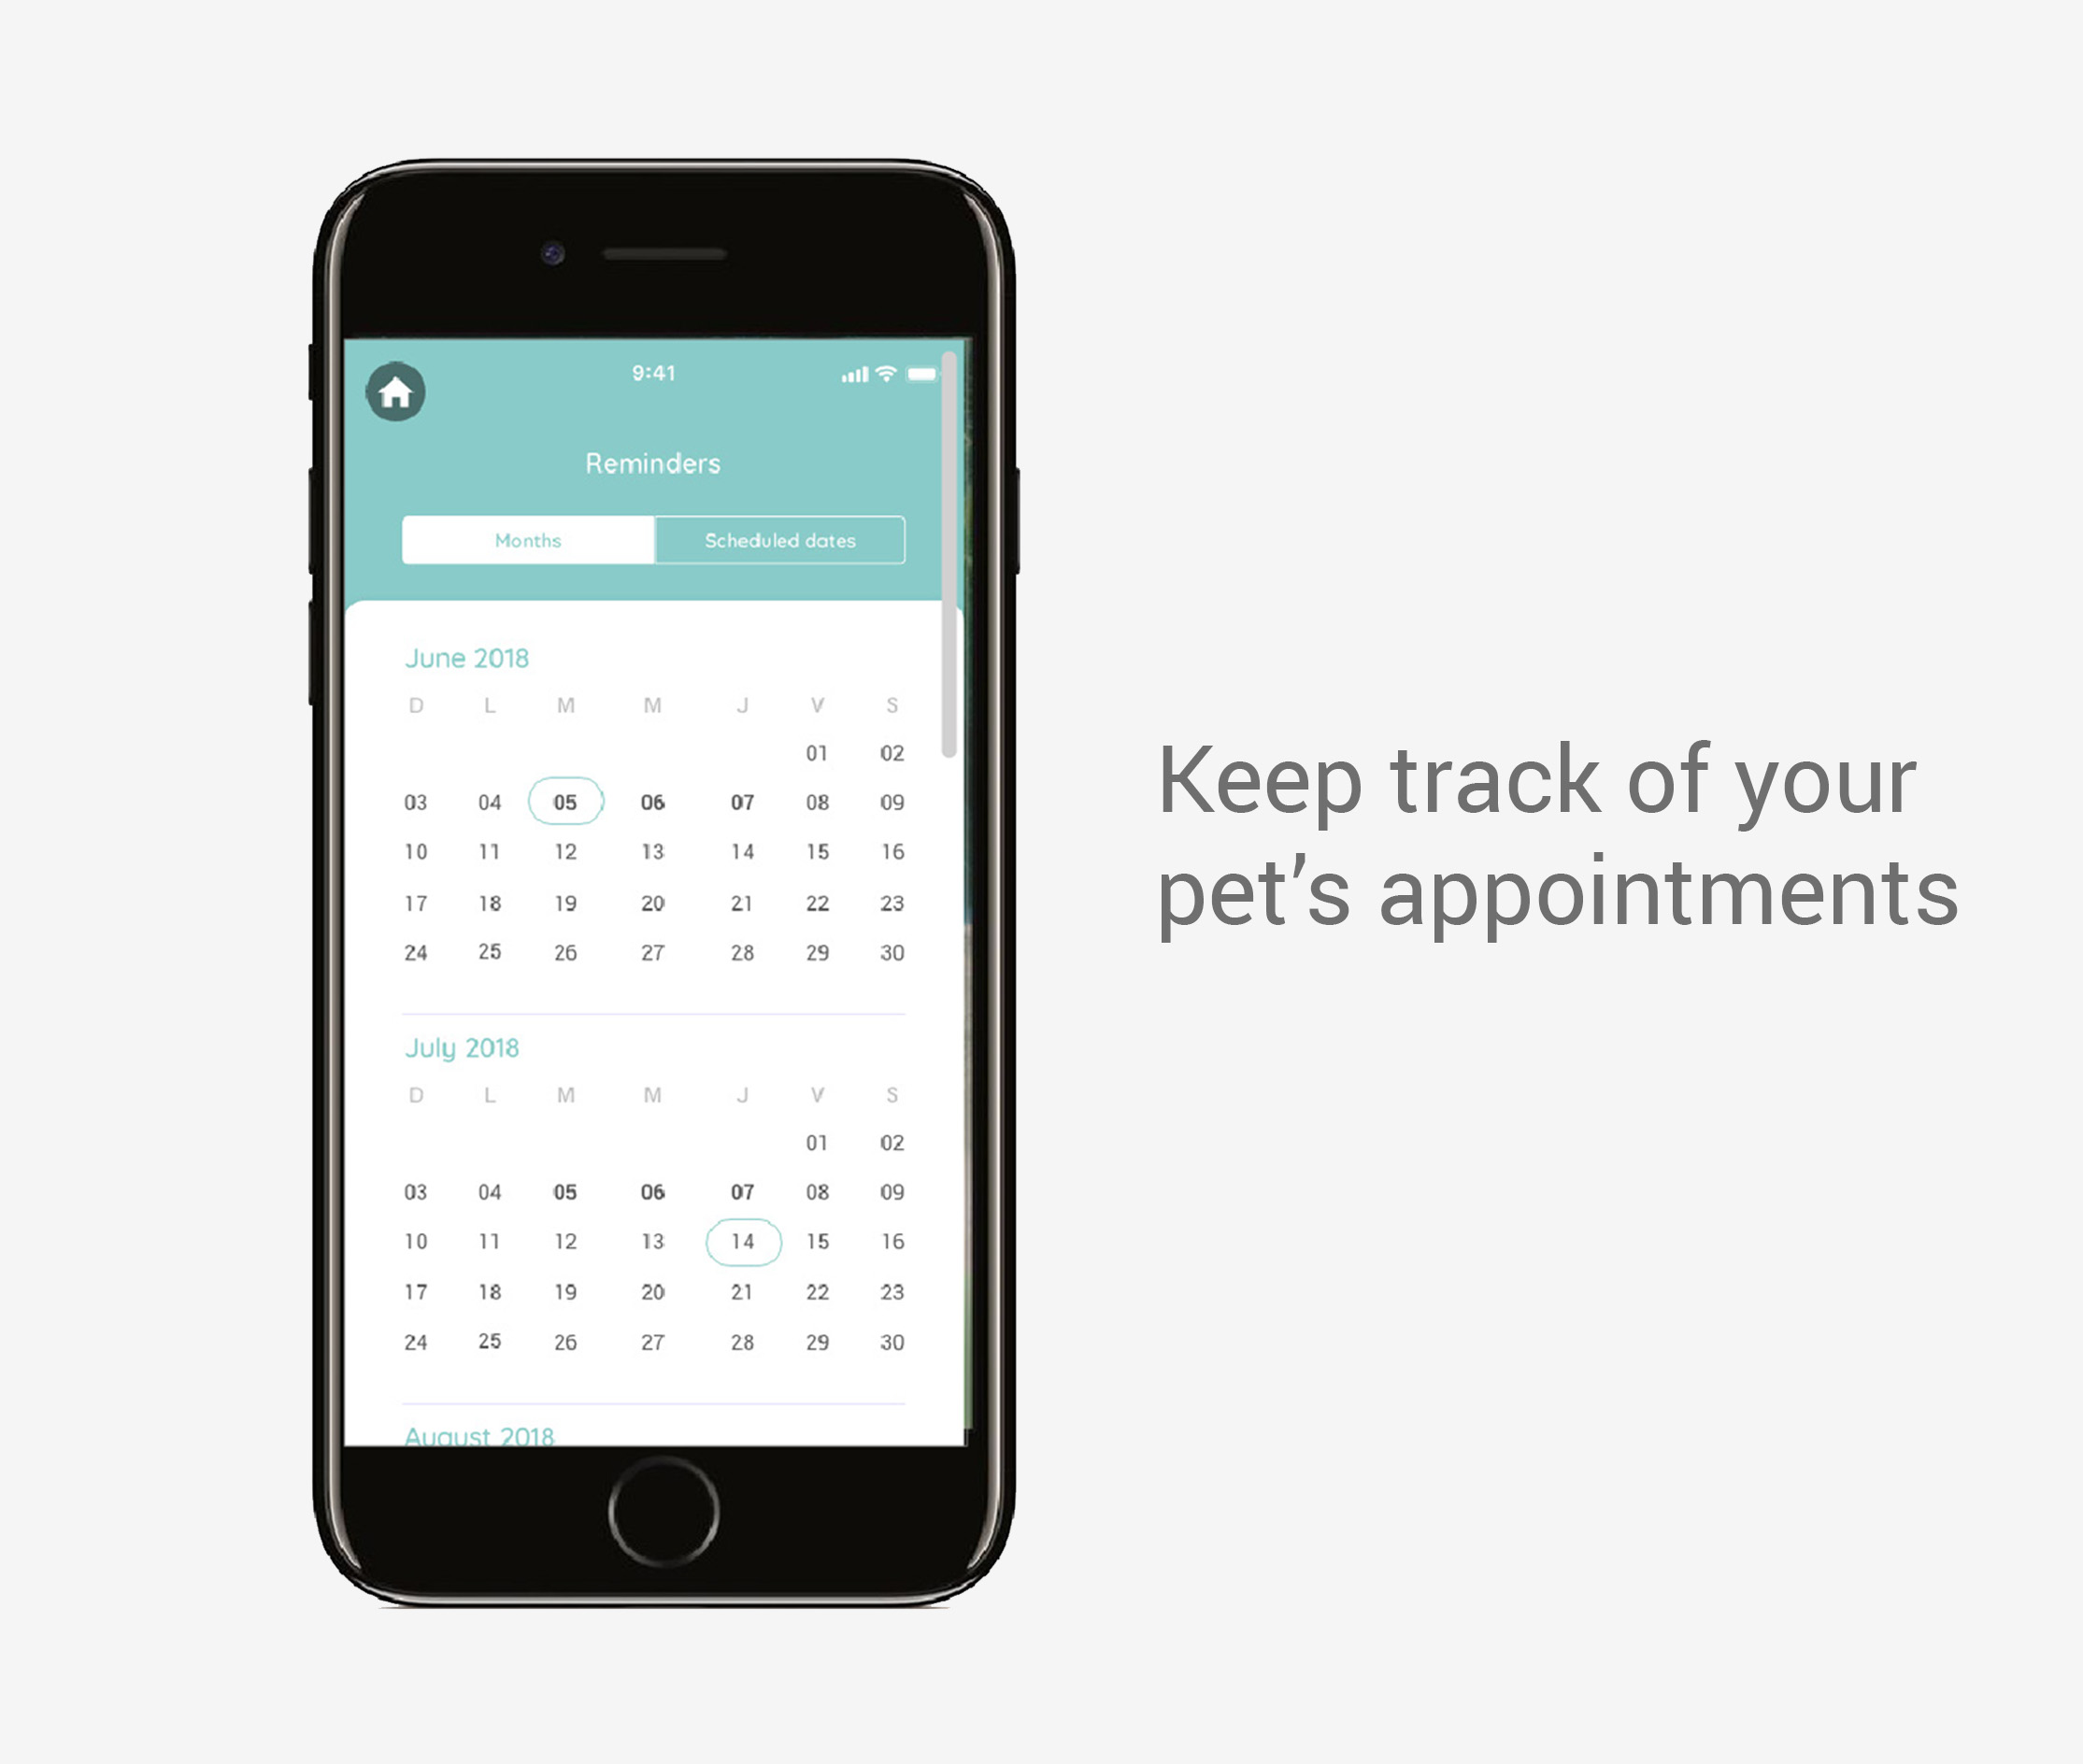 9:41
Reminders
Months Scheduled dates
June 2018
D L M M J V S
01 02
03 04 05 06 07 08 09
10 11 12 13 14 15 16
17 18 19 20 21 22 23
24 25 26 27 28 29 30
July 2018
D L M M J V S
01 02
03 04 05 06 07 08 09
10 11 12 13 14 15 16
17 18 19 20 21 22 23
24 25 26 27 28 29 30
August 2018
Keep track of your
pet’s appointments